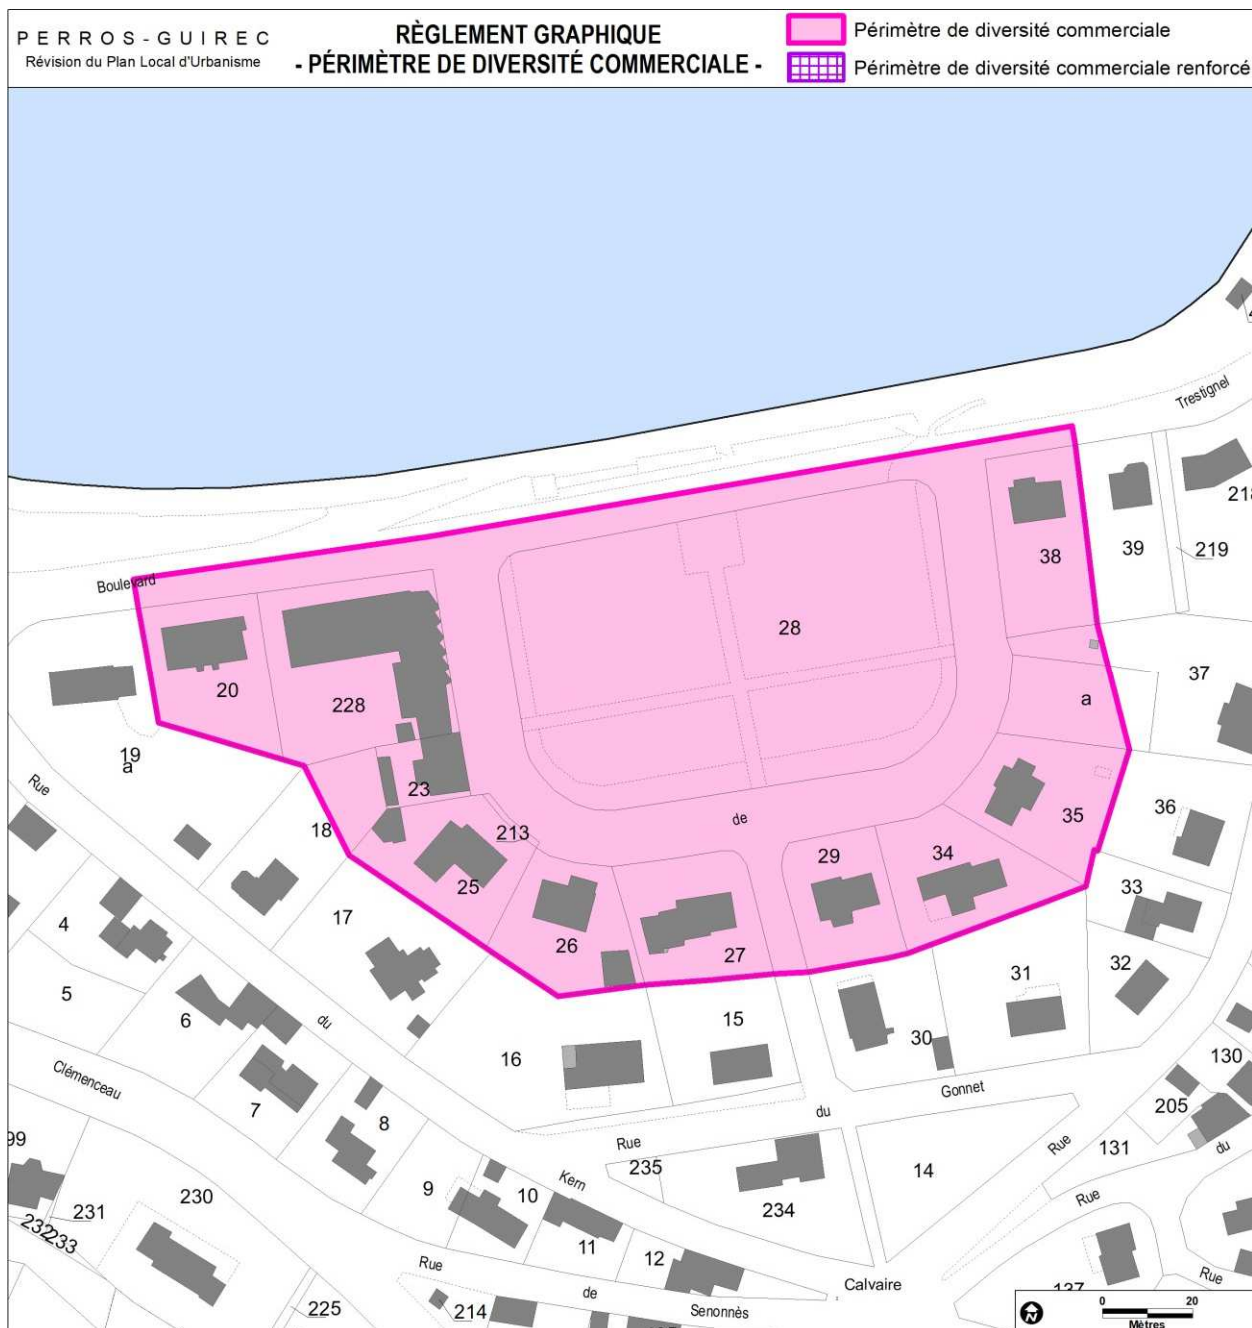 PERROS-GUIREC
Révision du Plan Local d'Urbanisme
RÈGLEMENT GRAPHIQUE
- PÉRIMÈTRE DE DIVERSITÉ COMMERCIALE -
Périmètre de diversité commerciale
Périmètre de diversité commerciale renforcé
Trestignel
218
39
219
38
Boulevard
28
20
228
37
a
19
a
Rue
23
de
18
213
35
36
25
29
34
33
26
27
17
4
32
31
5
6
du
15
30
16
Clémenceau
Gonnet
130
7
8
du
205
Rue
131
du
99
235
Kern
14
Rue
9
10
230
231
234
232
233
11
12
Rue
Rue
Calvaire
de
225
214
Senonnès
0 20
Mètres
N